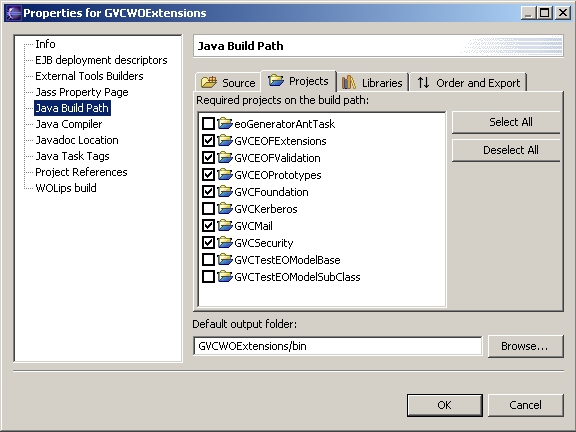 Properties for GVCWOExtensions
Info
EJB deployment descriptors
External Tools Builders
Jass Property Page
Java Build Path
Java Compiler
Javadoc Location
Java Task Tags
Project References
WOLips build
Java Build Path
Source
Projects
Libraries
Order and Export
Required projects on the build path:
eoGeneratorAntTask
GVCEOFExtensions
GVCEOFValidation
GVCEOPrototypes
GVCFoundation
GVCKerberos
GVCMail
GVCSecurity
GVCTestEOModelBase
GVCTestEOModelSubClass
Select All
Deselect All
Default output folder:
GVCWOExtensions/bin
Browse...
OK
Cancel